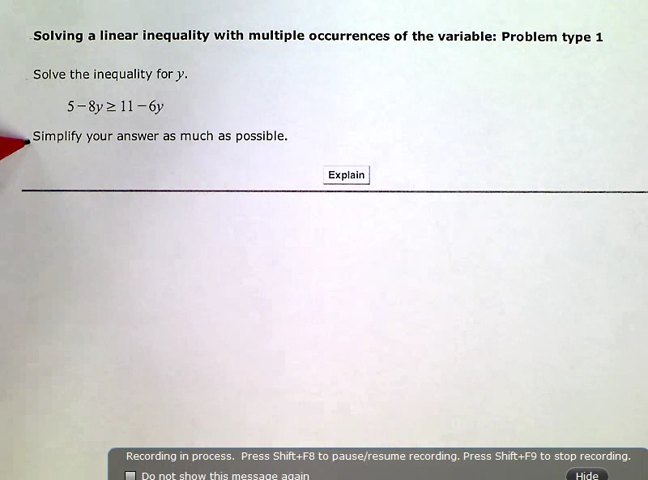 Solving a linear inequality with multiple occurrences of the variable: Problem type 1
Solve the inequality for y.
5−8y ≥ 11−6y
Simplify your answer as much as possible.
Explain
Recording in process. Press Shift+F8 to pause/resume recording. Press Shift+F9 to stop recording.
Do not show this message again
Hide